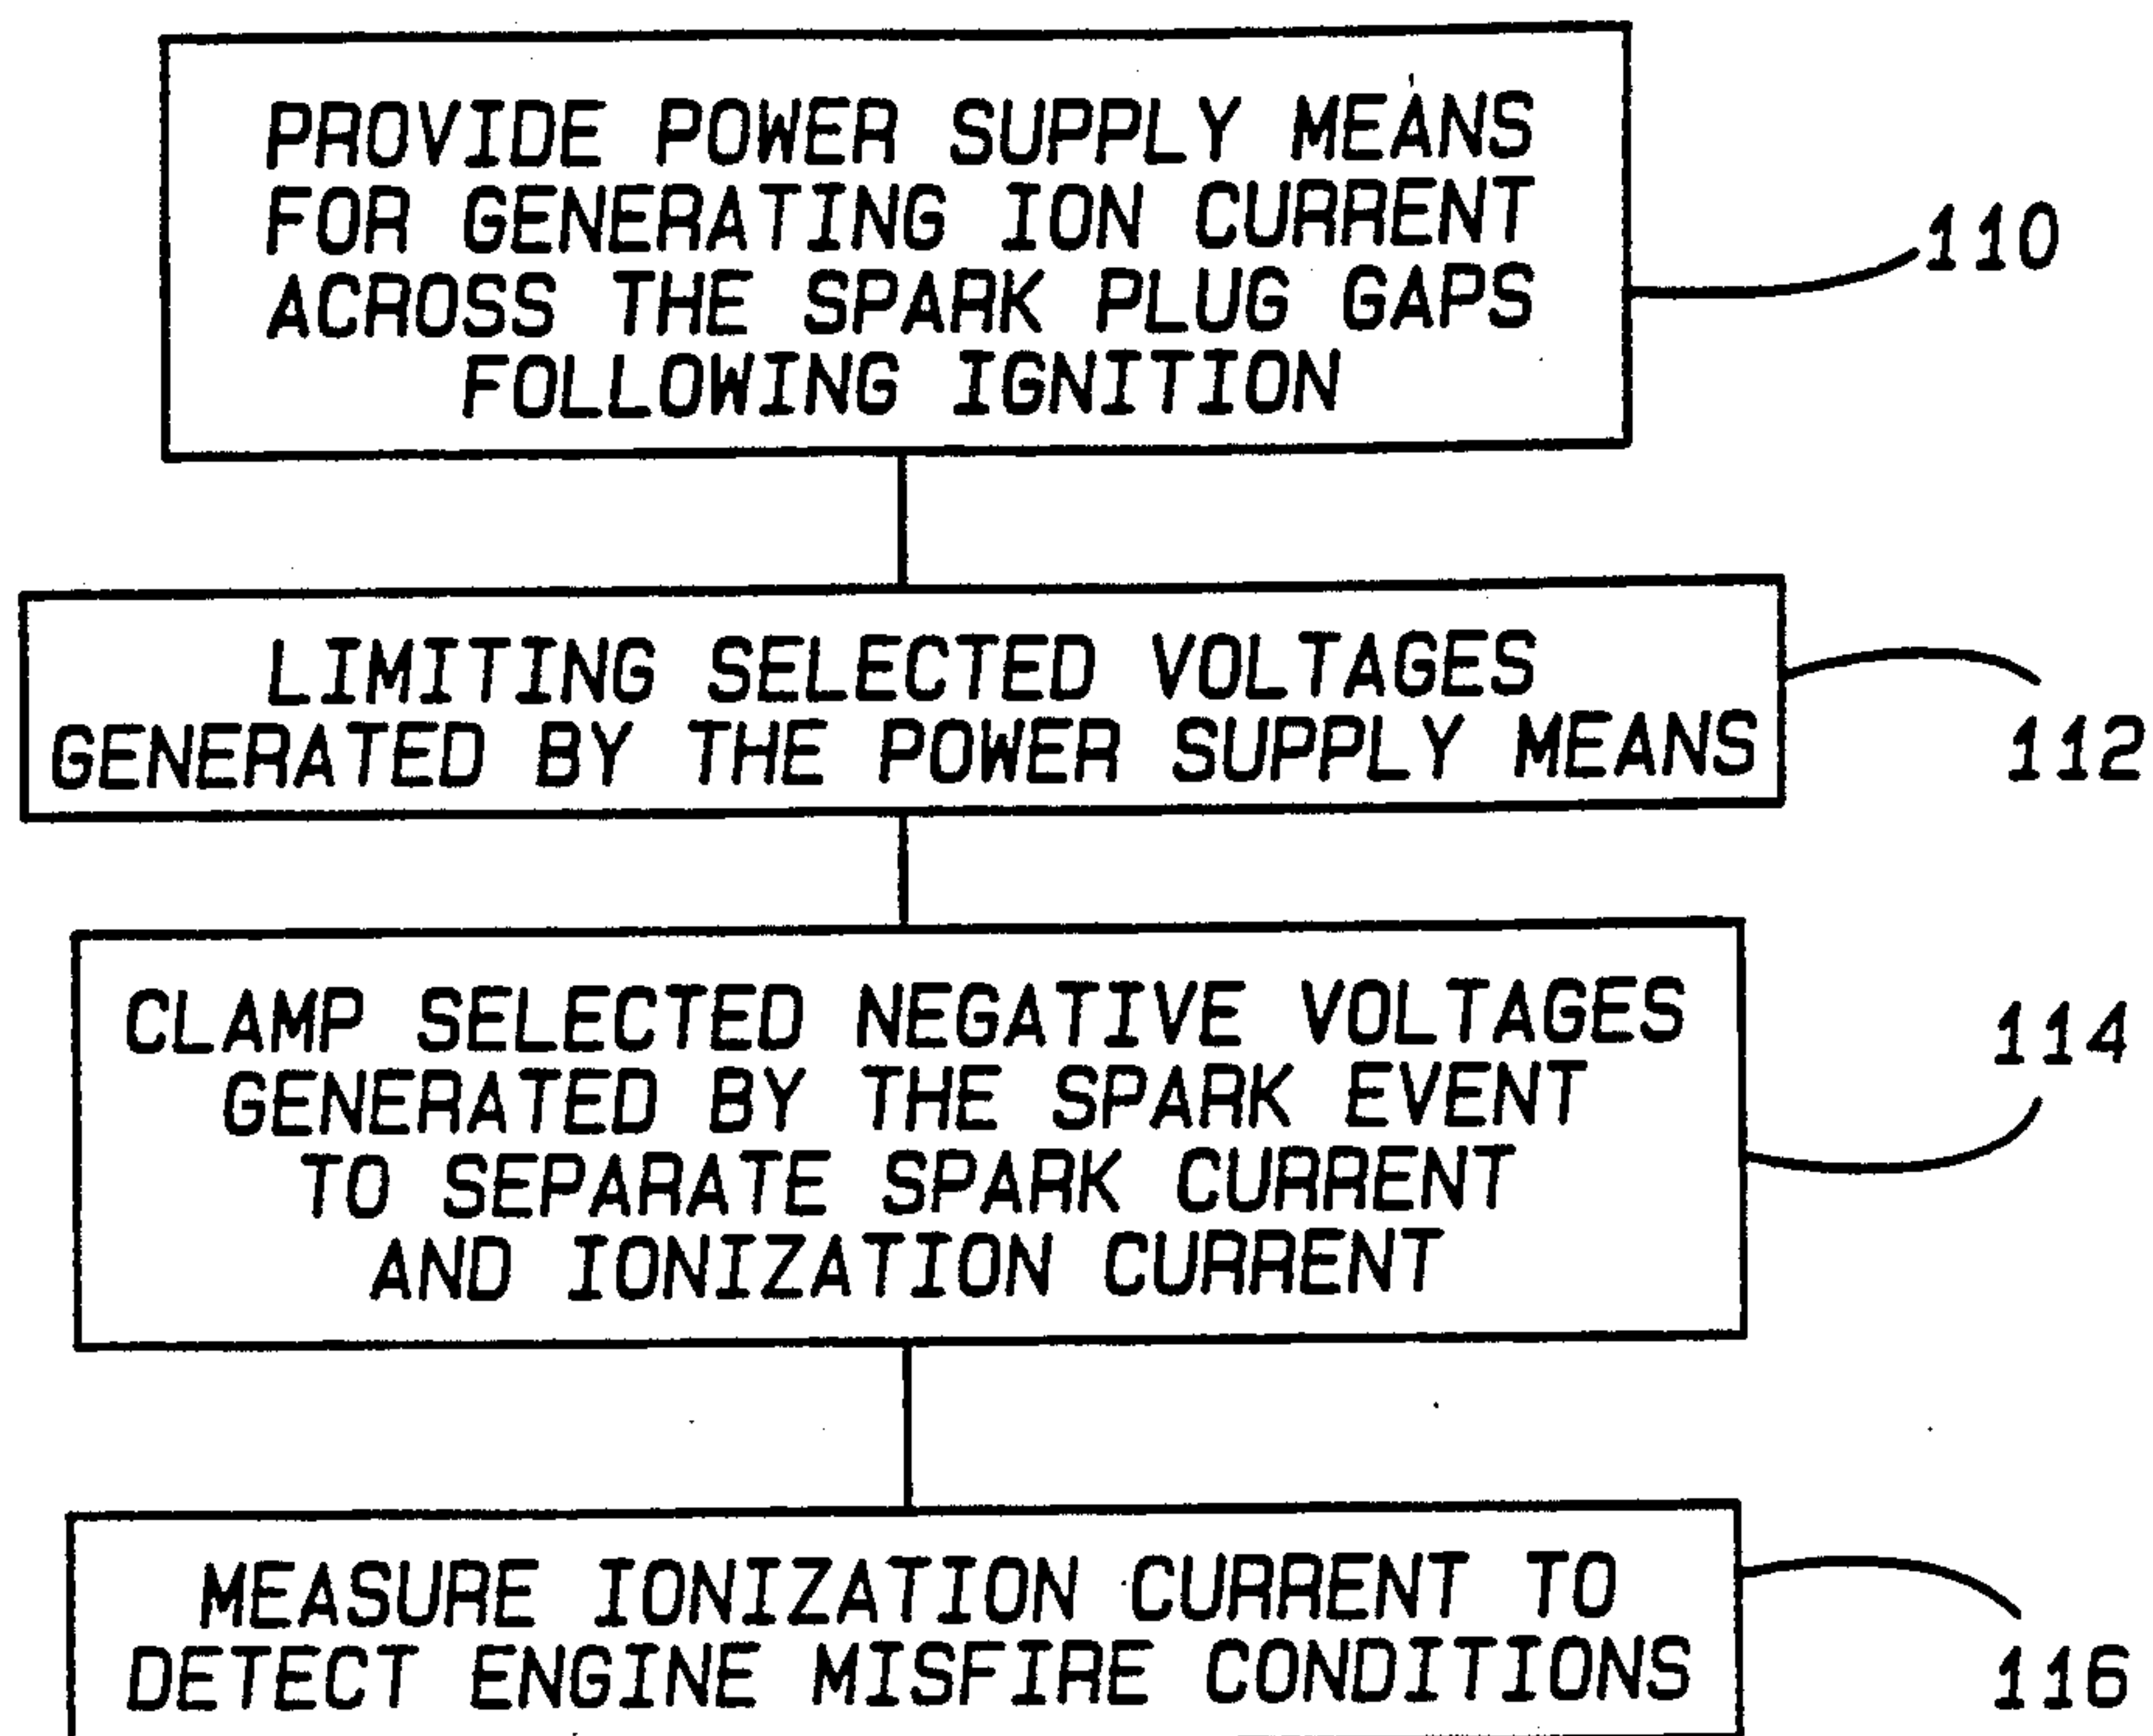 PROVIDE POWER SUPPLY MEANS
FOR GENERATING ION CURRENT
ACROSS THE SPARK PLUG GAPS
FOLLOWING IGNITION
110
LIMITING SELECTED VOLTAGES
GENERATED BY THE POWER SUPPLY MEANS
112
CLAMP SELECTED NEGATIVE VOLTAGES
GENERATED BY THE SPARK EVENT
TO SEPARATE SPARK CURRENT
AND IONIZATION CURRENT
114
MEASURE IONIZATION CURRENT TO
DETECT ENGINE MISFIRE CONDITIONS
116